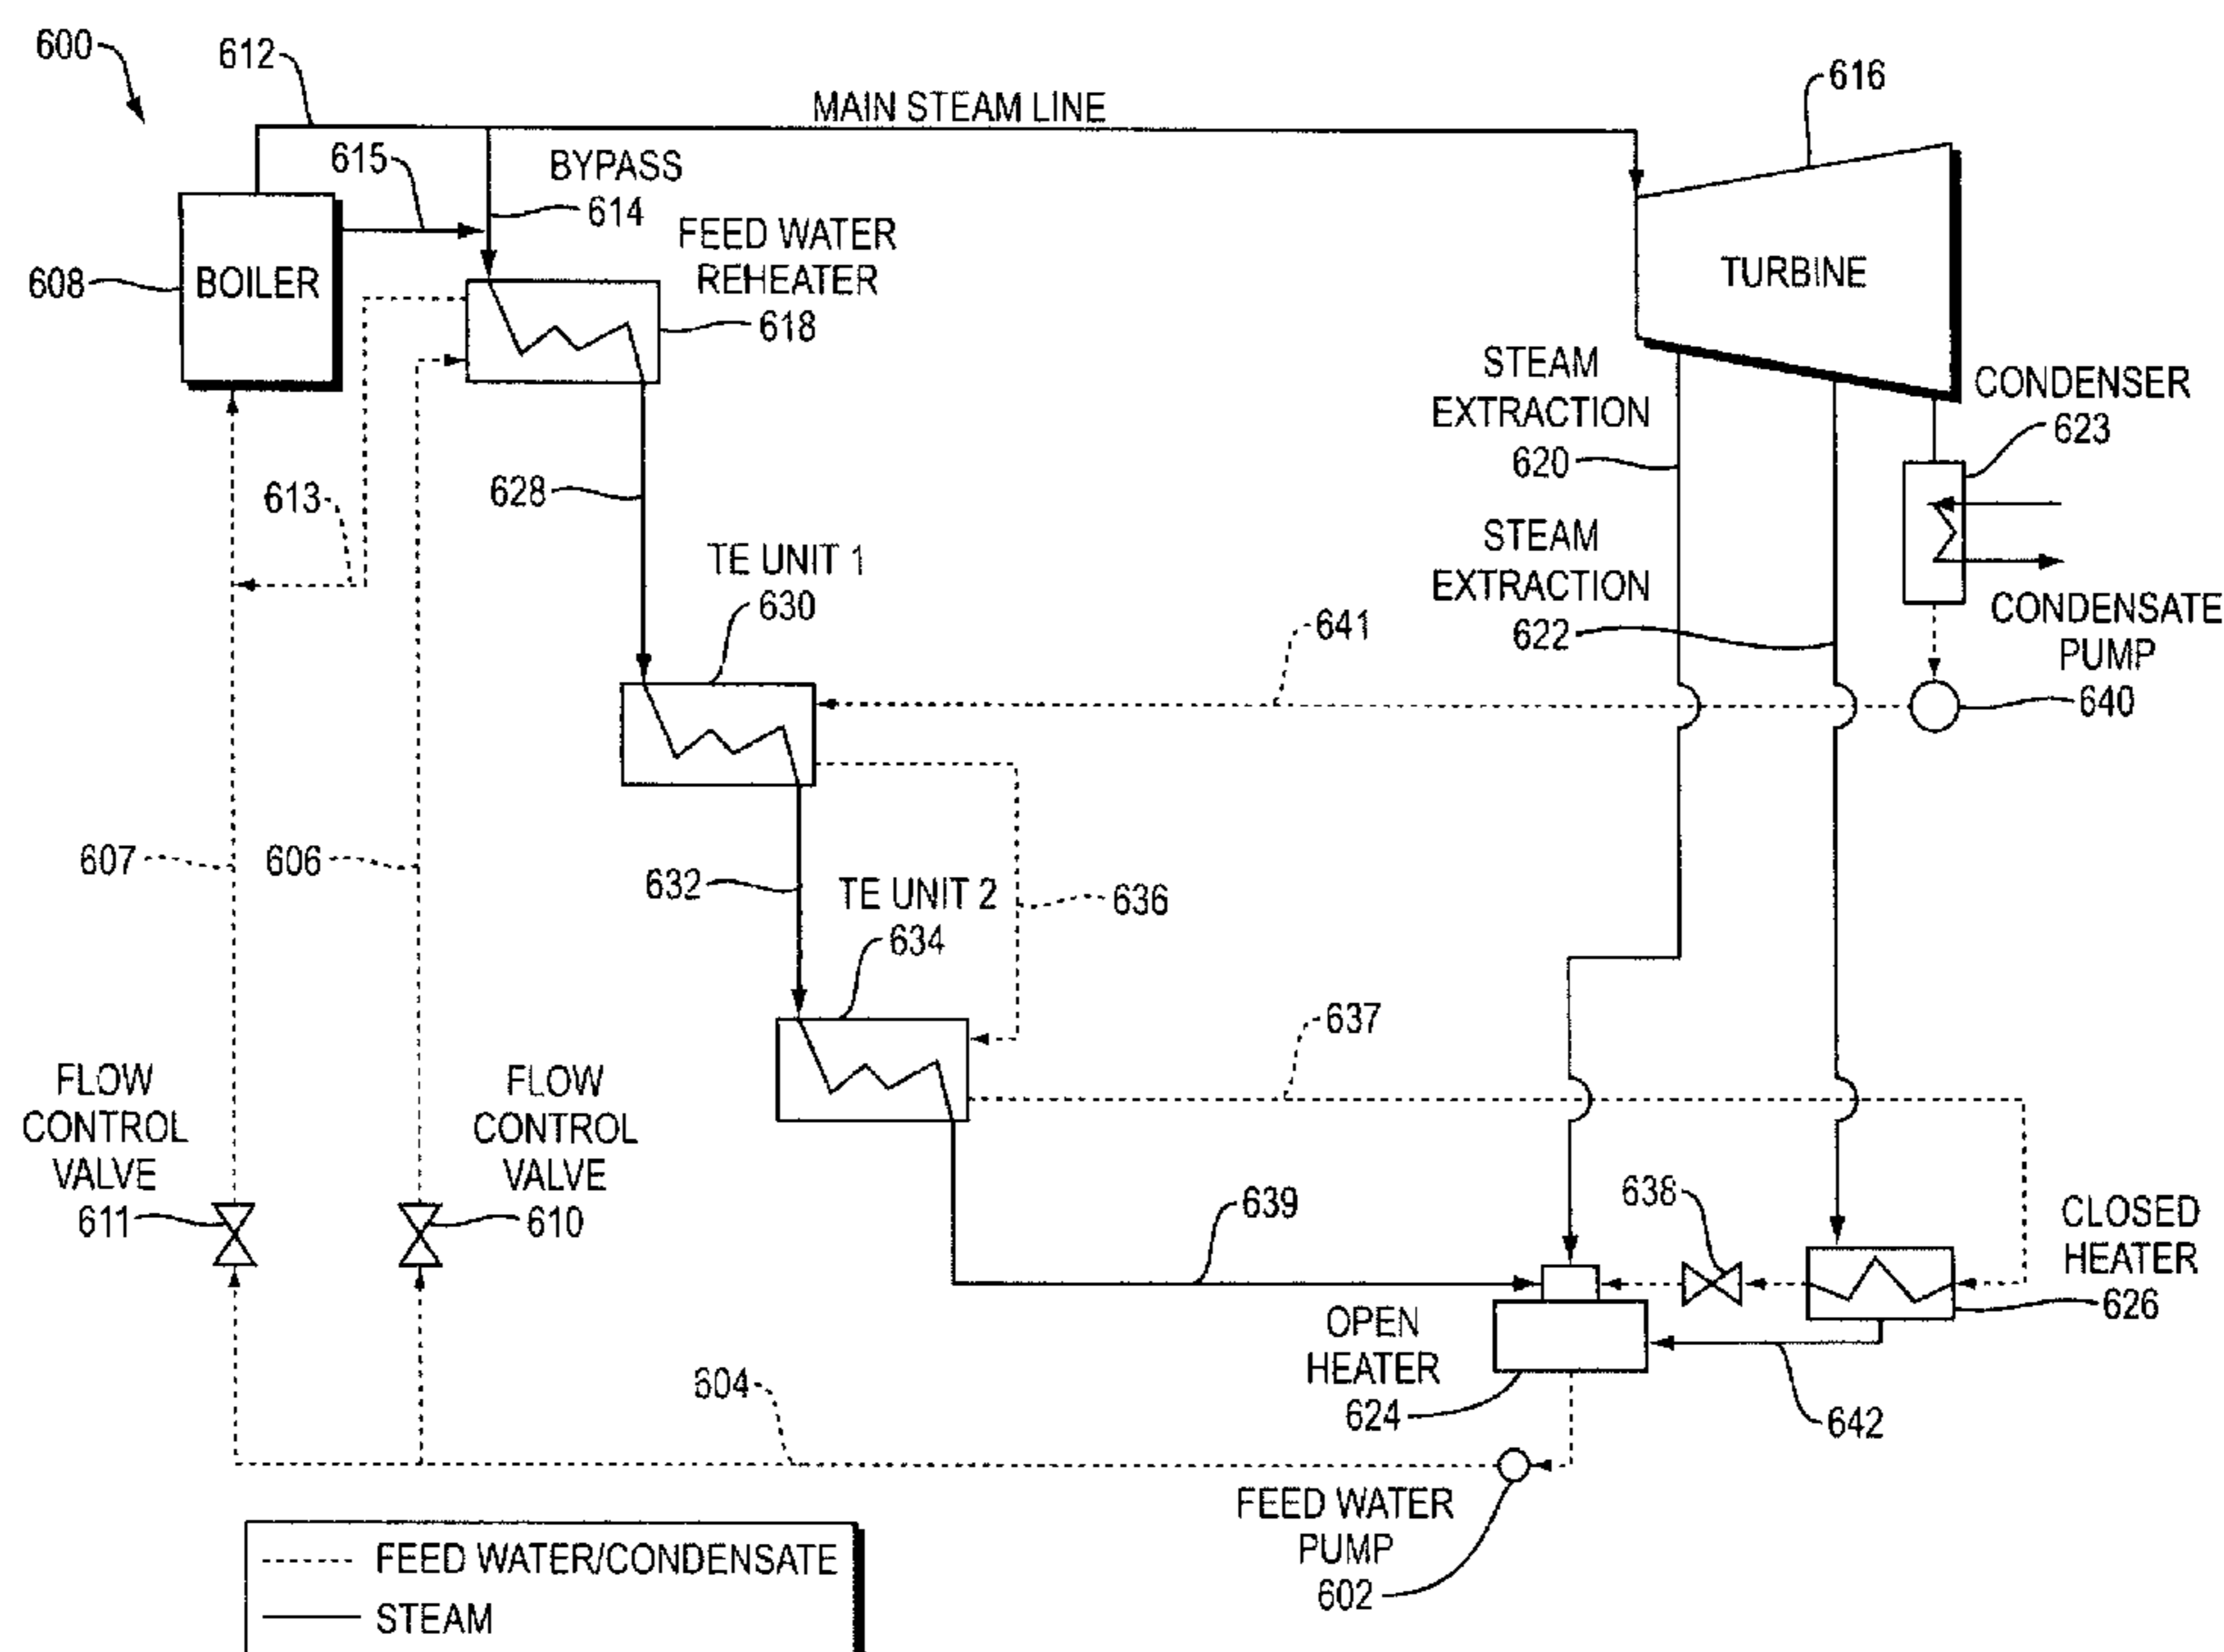 600
612
MAIN STEAM LINE
616
615
BYPASS
614
FEED WATER
REHEATER
618
608
BOILER
TURBINE
STEAM
EXTRACTION
620
CONDENSER
623
613
628
STEAM
EXTRACTION
622
TE UNIT 1
630
641
CONDENSATE
PUMP
640
607
606
632
TE UNIT 2
634
636
637
FLOW
CONTROL
VALVE
611
FLOW
CONTROL
VALVE
610
639
638
CLOSED
HEATER
626
OPEN
HEATER
624
604
642
FEED WATER
PUMP
602
FEED WATER/CONDENSATE
STEAM